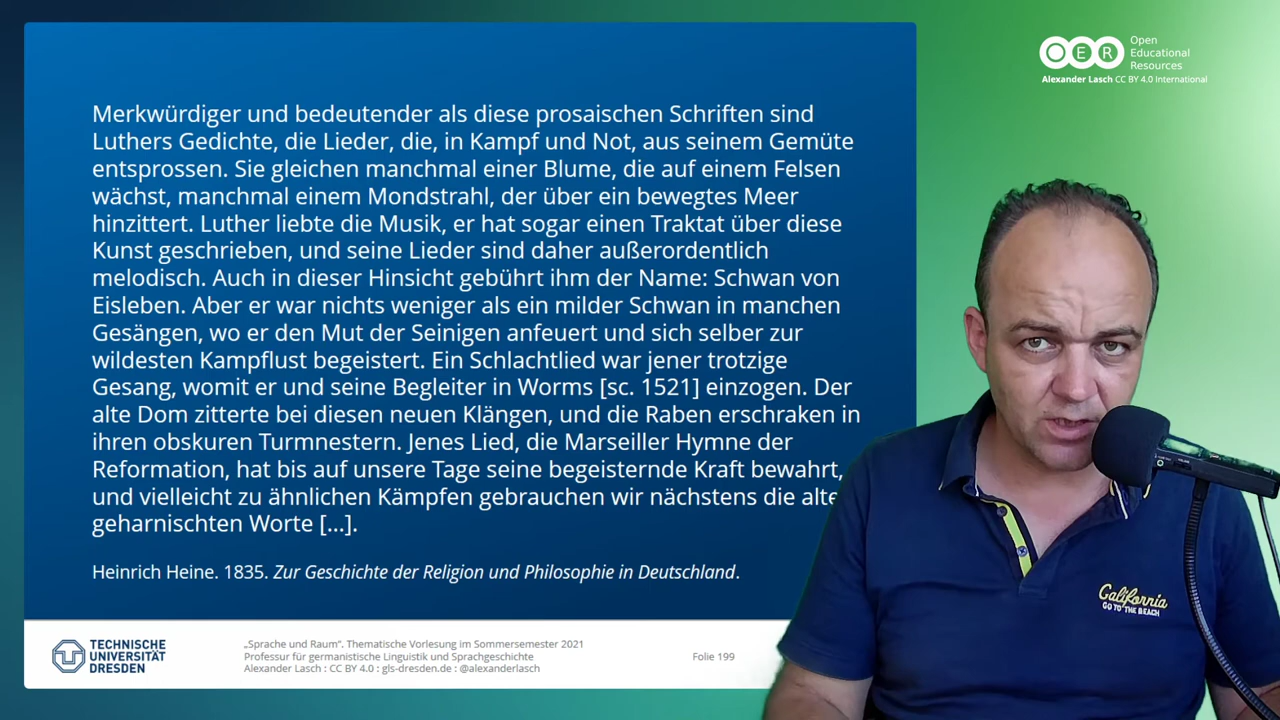 Merkwürdiger und bedeutender als diese prosaischen Schriften sind
Luthers Gedichte, die Lieder, die, in Kampf und Not, aus seinem Gemüte
entsprossen. Sie gleichen manchmal einer Blume, die auf einem Felsen
wächst, manchmal einem Mondstrahl, der über ein bewegtes Meer
hinzittert. Luther liebte die Musik, er hat sogar einen Traktat über diese
Kunst geschrieben, und seine Lieder sind daher außerordentlich
melodisch. Auch in dieser Hinsicht gebührt ihm der Name: Schwan von
Eisleben. Aber er war nichts weniger als ein milder Schwan in manchen
Gesängen, wo er den Mut der Seinigen anfeuert und sich selber zur
wildesten Kampflust begeistert. Ein Schlachtlied war jener trotzige
Gesang, womit er und seine Begleiter in Worms [sc. 1521] einzogen. Der
alte Dom zitterte bei diesen neuen Klängen, und die Raben erschraken in
ihren obskuren Turmnestern. Jenes Lied, die Marseiller Hymne der
Reformation, hat bis auf unsere Tage seine begeisternde Kraft bewahrt,
und vielleicht zu ähnlichen Kämpfen gebrauchen wir nächstens die alte
geharnischten Worte [...].
Heinrich Heine. 1835. Zur Geschichte der Religion und Philosophie in Deutschland.
TECHNISCHE
UNIVERSITÄT
DRESDEN
„Sprache und Raum“. Thematische Vorlesung im Sommersemester 2021
Professur für germanistische Linguistik und Sprachgeschichte
Alexander Lasch : CC BY 4.0 : gls-dresden.de : @alexanderlasch
Folie 199
OER
Open
Educational
Resources
Alexander Lasch CC BY 4.0 International
California
GO TO THE BEACH